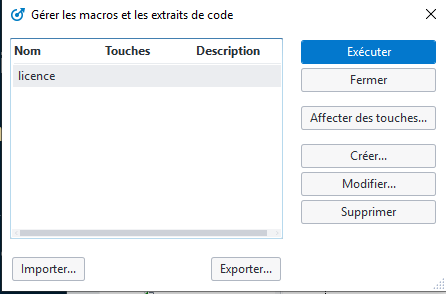 Gérer les macros et les extraits de code
Nom Touches Description
licence
Exécuter
Fermer
Affecter des touches...
Créer...
Modifier...
Supprimer
Importer...
Exporter...